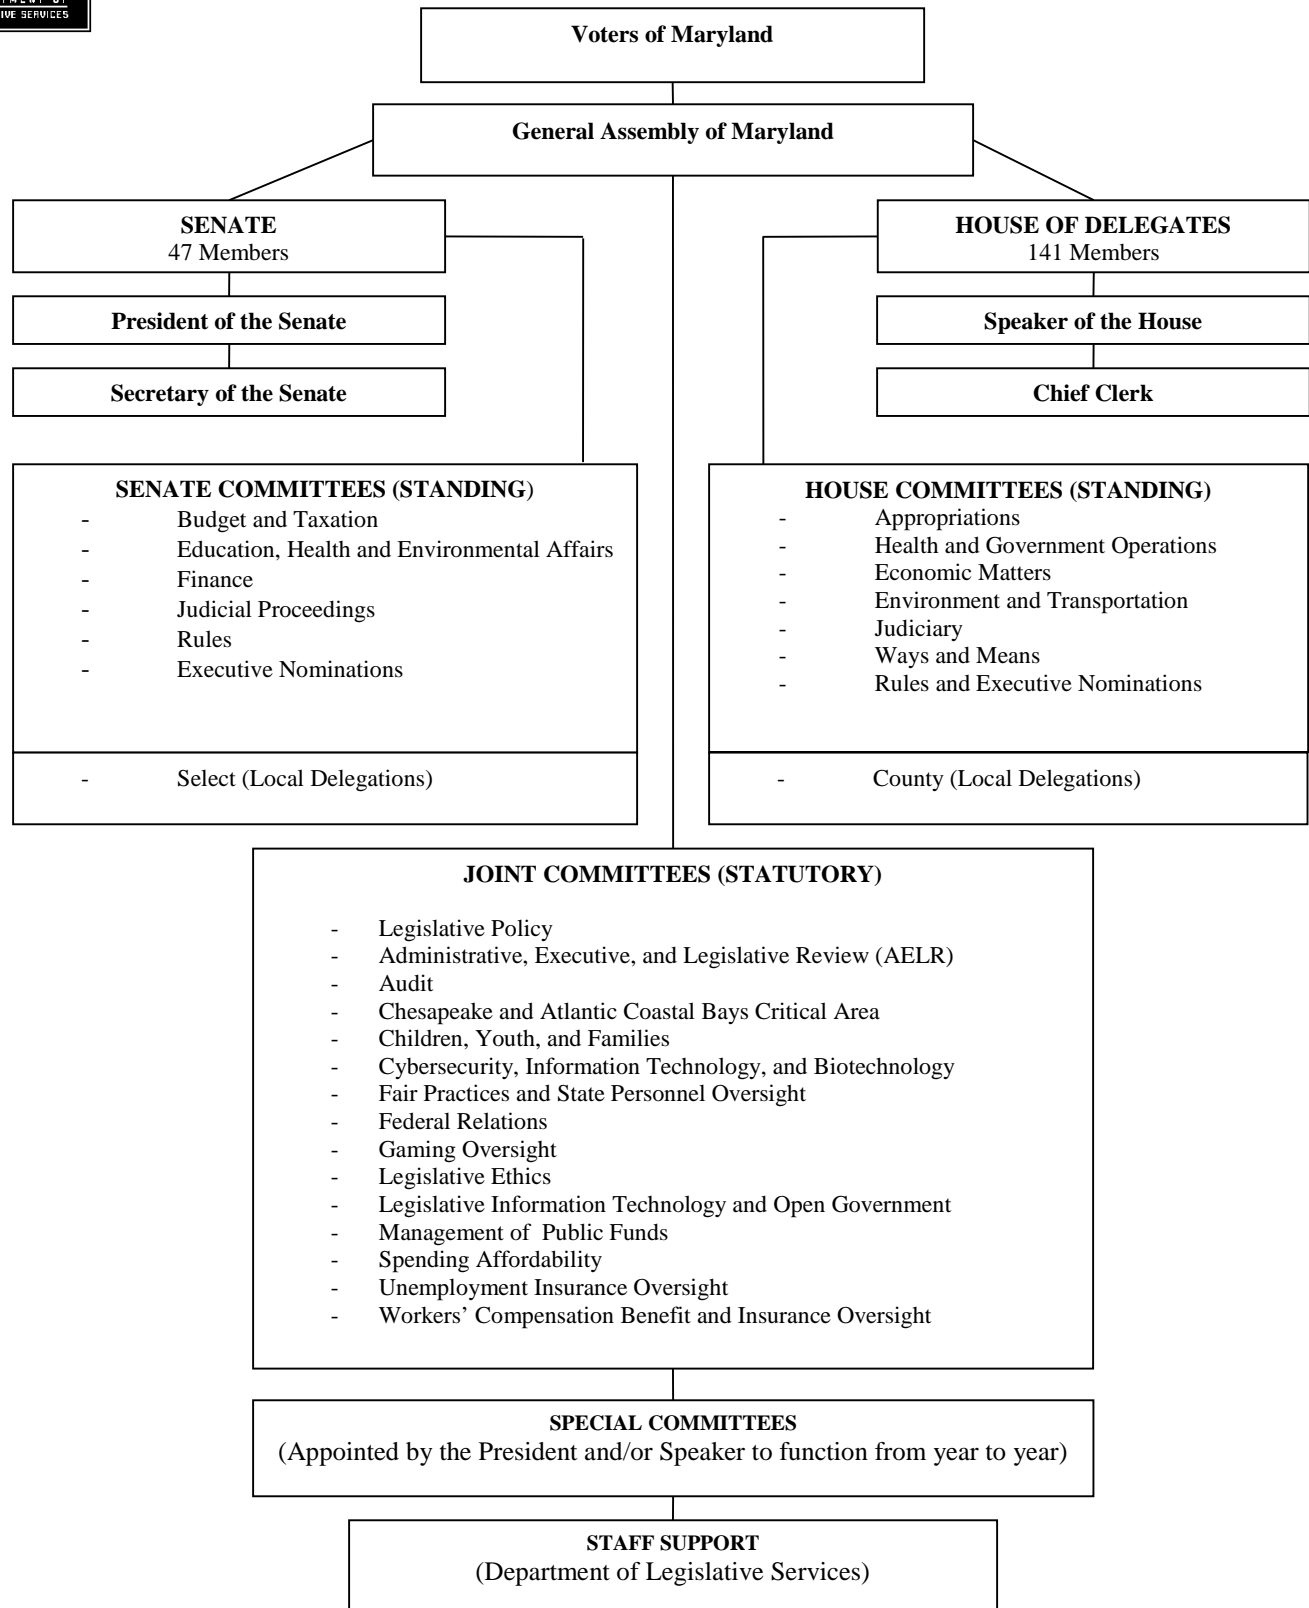 IVE SERVICES
Voters of Maryland
General Assembly of Maryland
SENATE
47 Members
HOUSE OF DELEGATES
141 Members
President of the Senate
Speaker of the House
Secretary of the Senate
Chief Clerk
SENATE COMMITTEES (STANDING)
- Budget and Taxation
- Education, Health and Environmental Affairs
- Finance
- Judicial Proceedings
- Rules
- Executive Nominations
- Select (Local Delegations)
HOUSE COMMITTEES (STANDING)
- Appropriations
- Health and Government Operations
- Economic Matters
- Environment and Transportation
- Judiciary
- Ways and Means
- Rules and Executive Nominations
- County (Local Delegations)
JOINT COMMITTEES (STATUTORY)
- Legislative Policy
- Administrative, Executive, and Legislative Review (AELR)
- Audit
- Chesapeake and Atlantic Coastal Bays Critical Area
- Children, Youth, and Families
- Cybersecurity, Information Technology, and Biotechnology
- Fair Practices and State Personnel Oversight
- Federal Relations
- Gaming Oversight
- Legislative Ethics
- Legislative Information Technology and Open Government
- Management of  Public Funds
- Spending Affordability
- Unemployment Insurance Oversight
- Workers’ Compensation Benefit and Insurance Oversight
SPECIAL COMMITTEES
(Appointed by the President and/or Speaker to function from year to year)
STAFF SUPPORT
(Department of Legislative Services)